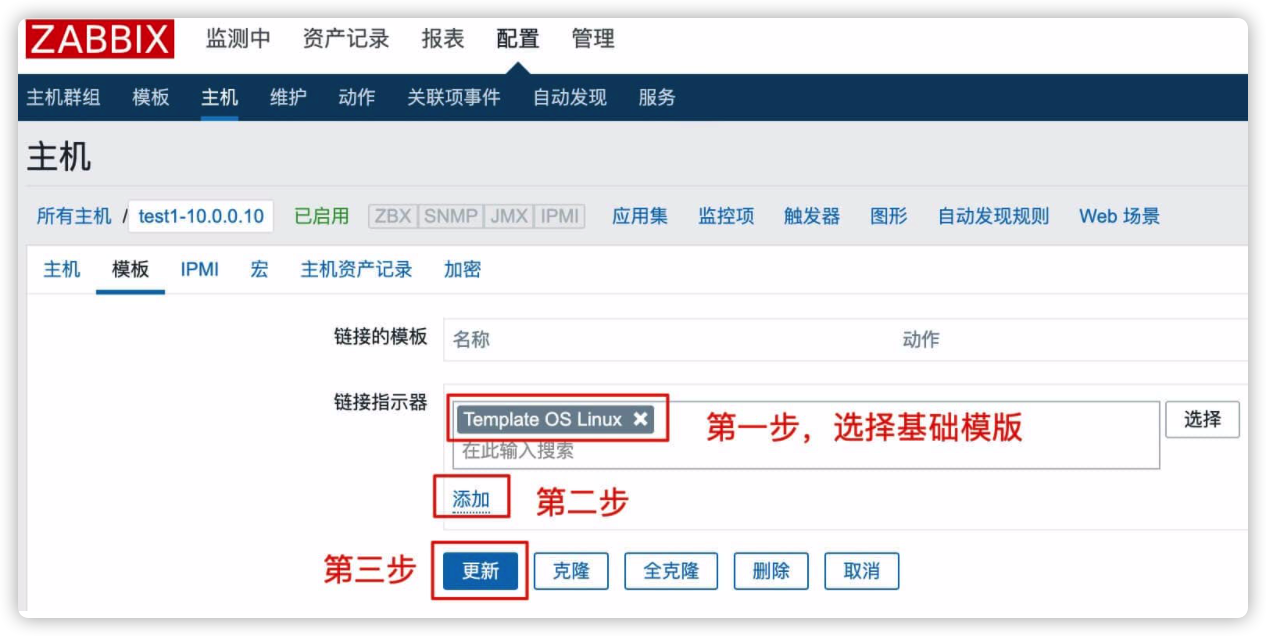 ZABBIX 监测中 资产记录 报表 配置 管理
主机群组 模板 主机 维护 动作 关联项事件 自动发现 服务
主机
所有主机 / test1-10.0.0.10 已启用 ZBX SNMP JMX IPMI 应用集 监控项 触发器 图形 自动发现规则 Web 场景
主机 模板 IPMI 宏 主机资产记录 加密
链接的模板 名称 动作
链接指示器 Template OS Linux ✖ 第一步，选择基础模版 选择
在此输入搜索
添加 第二步
第三步 更新 克隆 全克隆 删除 取消